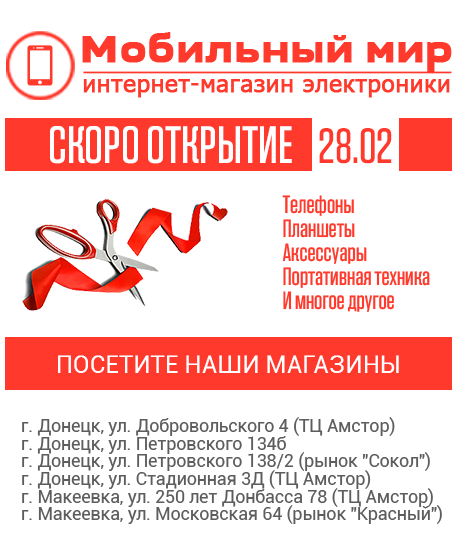 Мобильный мир
интернет-магазин электроники
СКОРО ОТКРЫТИЕ 28.02
Телефоны
Планшеты
Аксессуары
Портативная техника
И многое другое
ПОСЕТИТЕ НАШИ МАГАЗИНЫ
г. Донецк, ул. Добровольского 4 (ТЦ Амстор)
г. Донецк, ул. Петровского 134б
г. Донецк, ул. Петровского 138/2 (рынок "Сокол")
г. Донецк, ул. Стадионная 3Д (ТЦ Амстор)
г. Макеевка, ул. 250 лет Донбасса 78 (ТЦ Амстор)
г. Макеевка, ул. Московская 64 (рынок "Красный")